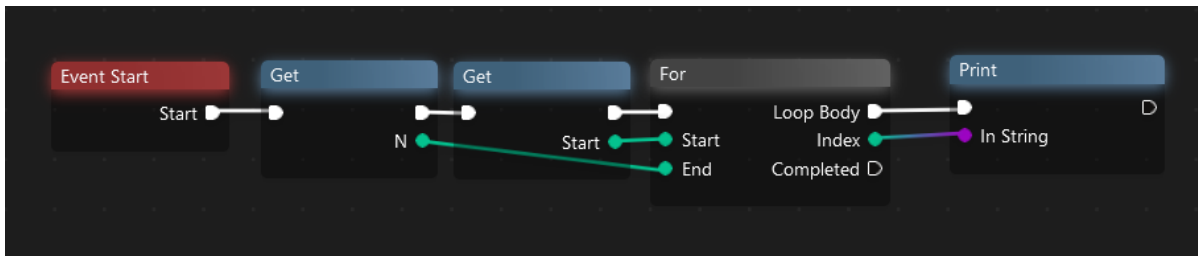 Event Start
Start
Get
N
Get
Start
For
Loop Body
Start
Index
End
Completed
Print
In String